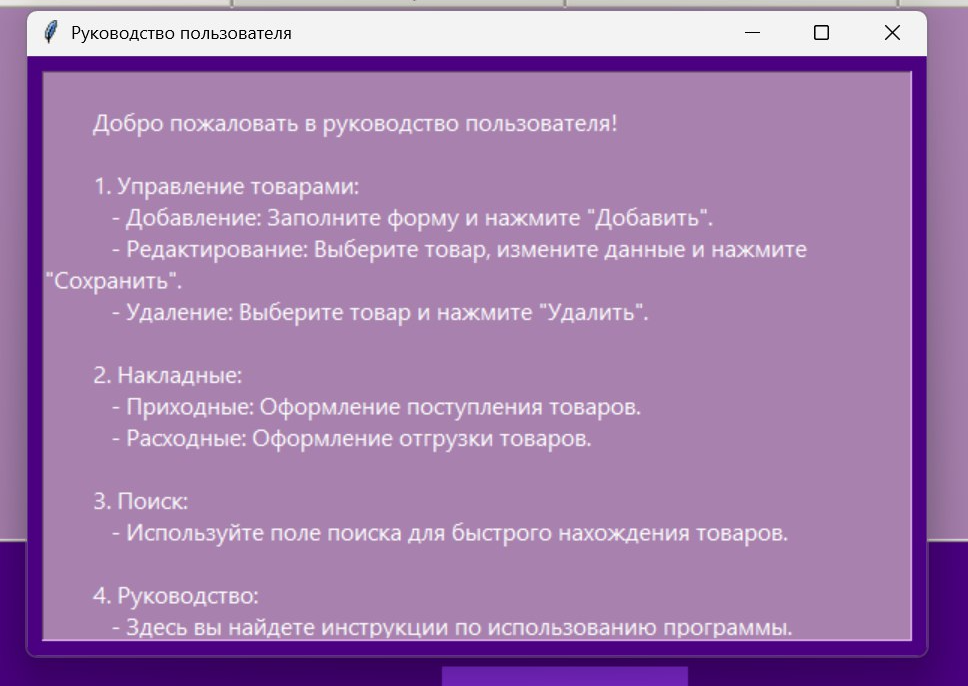 Руководство пользователя
Добро пожаловать в руководство пользователя!
1. Управление товарами:
- Добавление: Заполните форму и нажмите "Добавить".
- Редактирование: Выберите товар, измените данные и нажмите
"Сохранить".
- Удаление: Выберите товар и нажмите "Удалить".
2. Накладные:
- Приходные: Оформление поступления товаров.
- Расходные: Оформление отгрузки товаров.
3. Поиск:
- Используйте поле поиска для быстрого нахождения товаров.
4. Руководство:
- Здесь вы найдете инструкции по использованию программы.